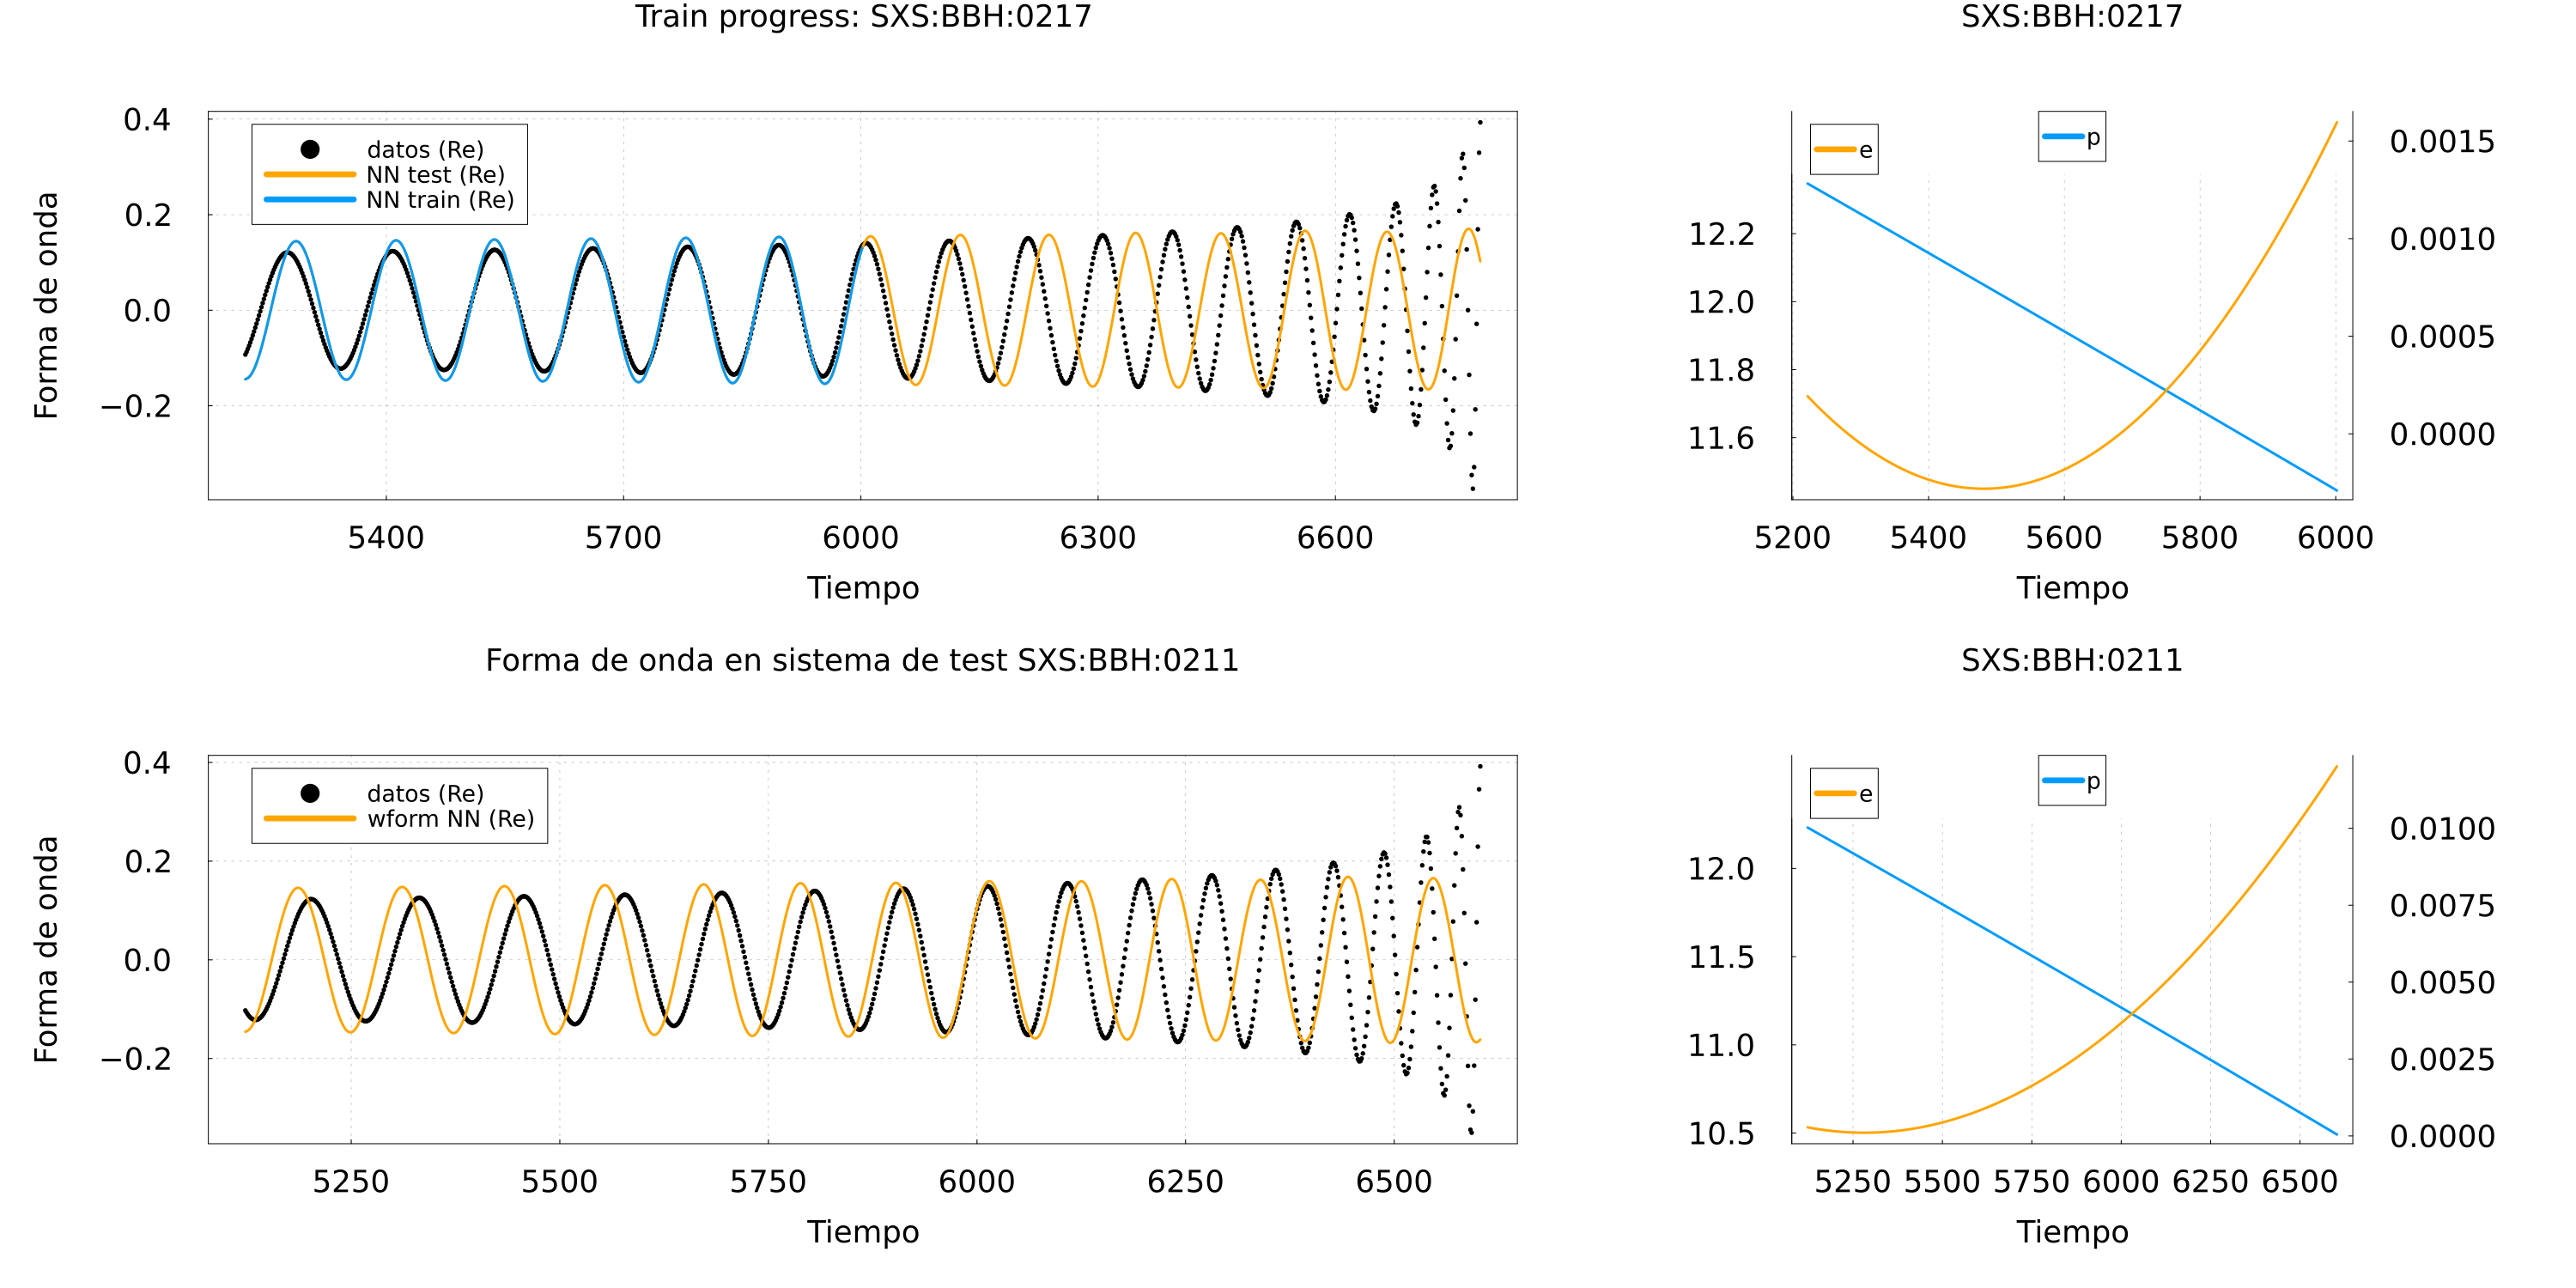 Train progress: SXS:BBH:0217
Forma de onda
0.4
0.2
0.0
−0.2
datos (Re)
NN test (Re)
NN train (Re)
5400 5700 6000 6300 6600
Tiempo
SXS:BBH:0217
e
p
12.2
12.0
11.8
11.6
0.0015
0.0010
0.0005
0.0000
5200 5400 5600 5800 6000
Tiempo
Forma de onda en sistema de test SXS:BBH:0211
Forma de onda
0.4
0.2
0.0
−0.2
datos (Re)
wform NN (Re)
5250 5500 5750 6000 6250 6500
Tiempo
SXS:BBH:0211
e
p
12.0
11.5
11.0
10.5
0.0100
0.0075
0.0050
0.0025
0.0000
5250 5500 5750 6000 6250 6500
Tiempo